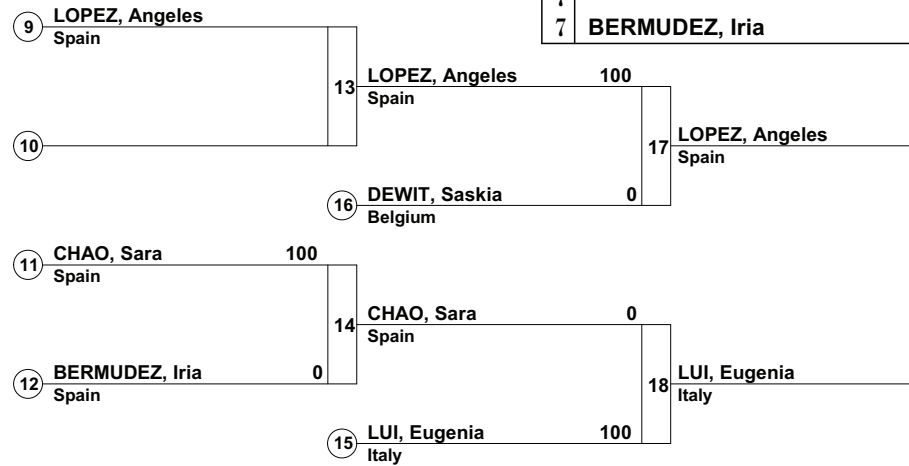 7
7 BERMUDEZ, Iria
9 LOPEZ, Angeles
Spain
13 LOPEZ, Angeles 100
Spain
10
17 LOPEZ, Angeles
Spain
16 DEWIT, Saskia 0
Belgium
11 CHAO, Sara 100
Spain
14 CHAO, Sara 0
Spain
12 BERMUDEZ, Iria 0
Spain
18 LUI, Eugenia
Italy
15 LUI, Eugenia 100
Italy